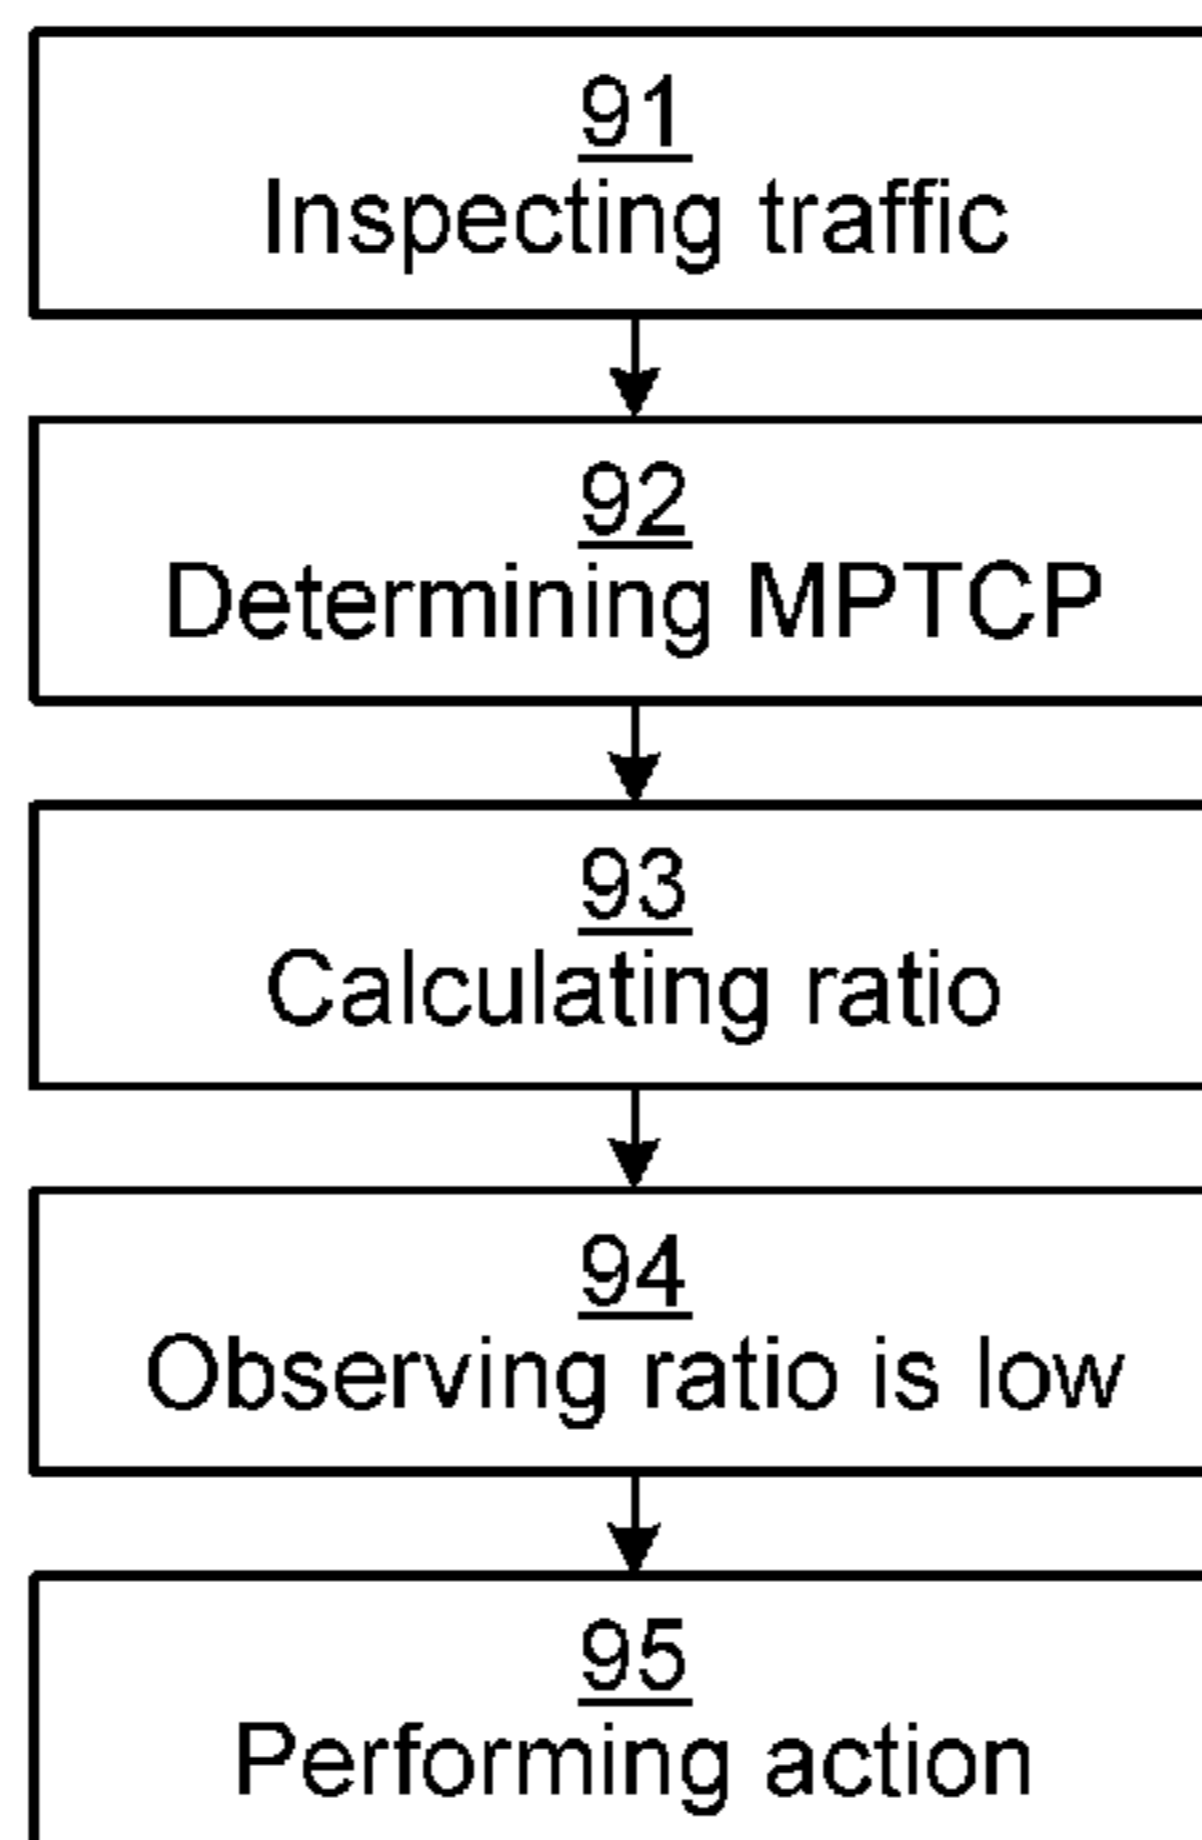 91
Inspecting traffic
92
Determining MPTCP
93
Calculating ratio
94
Observing ratio is low
95
Performing action